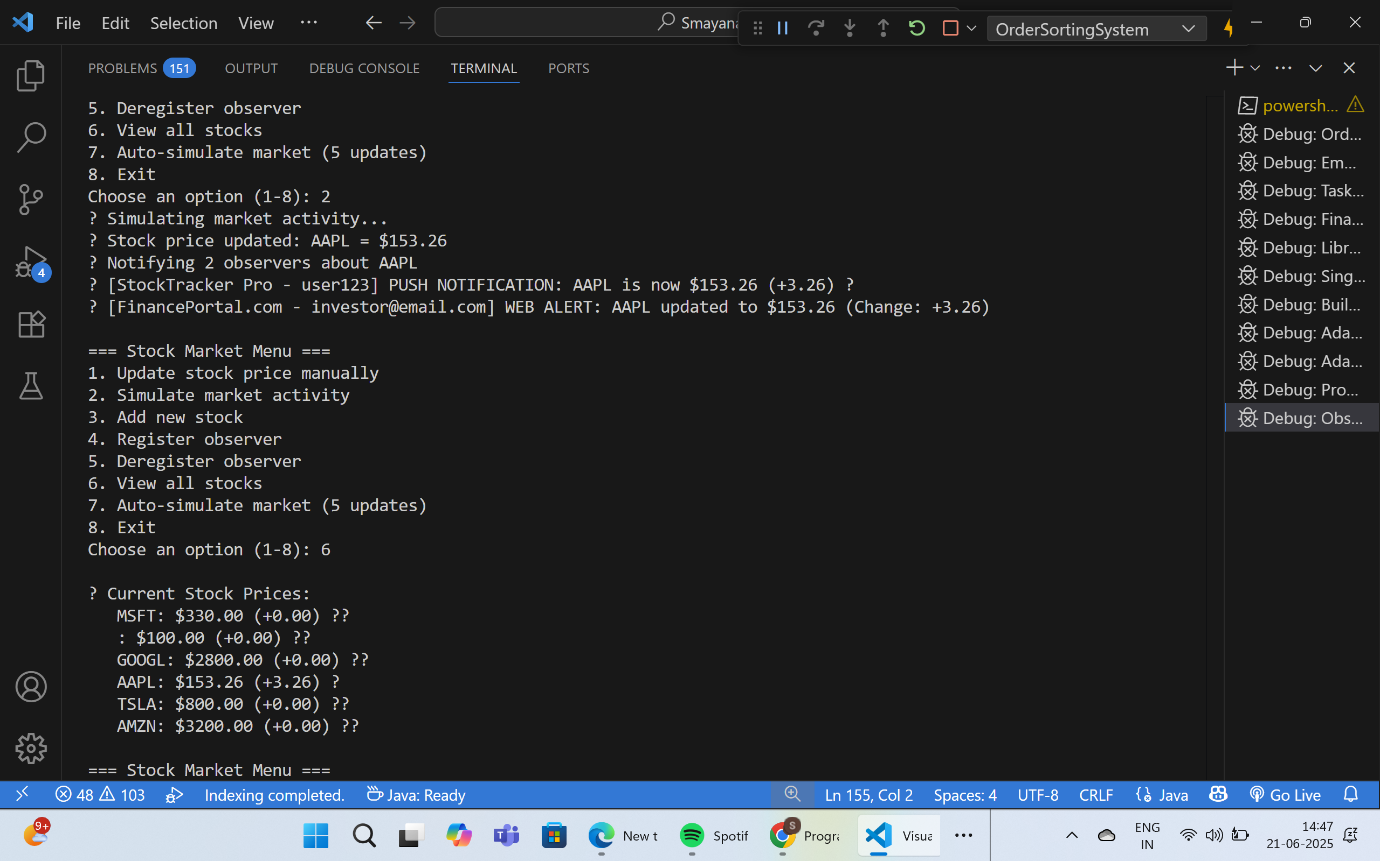 File Edit Selection View ··· Smayana OrderSortingSystem
PROBLEMS 151 OUTPUT DEBUG CONSOLE TERMINAL PORTS
5. Deregister observer
6. View all stocks
7. Auto-simulate market (5 updates)
8. Exit
Choose an option (1-8): 2
? Simulating market activity...
? Stock price updated: AAPL = $153.26
? Notifying 2 observers about AAPL
? [StockTracker Pro - user123] PUSH NOTIFICATION: AAPL is now $153.26 (+3.26) ?
? [FinancePortal.com - investor@email.com] WEB ALERT: AAPL updated to $153.26 (Change: +3.26)
=== Stock Market Menu ===
1. Update stock price manually
2. Simulate market activity
3. Add new stock
4. Register observer
5. Deregister observer
6. View all stocks
7. Auto-simulate market (5 updates)
8. Exit
Choose an option (1-8): 6
? Current Stock Prices:
MSFT: $330.00 (+0.00) ??
: $100.00 (+0.00) ??
GOOGL: $2800.00 (+0.00) ??
AAPL: $153.26 (+3.26) ?
TSLA: $800.00 (+0.00) ??
AMZN: $3200.00 (+0.00) ??
=== Stock Market Menu ===
powersh...
Debug: Ord...
Debug: Em...
Debug: Task...
Debug: Fina...
Debug: Libr...
Debug: Sing...
Debug: Buil...
Debug: Ada...
Debug: Ada...
Debug: Pro...
Debug: Obs...
4
48 103 Indexing completed. Java: Ready Ln 155, Col 2 Spaces: 4 UTF-8 CRLF Java Go Live
9+ New t Spotif S Progra Visua ENG
IN 14:47
21-06-2025